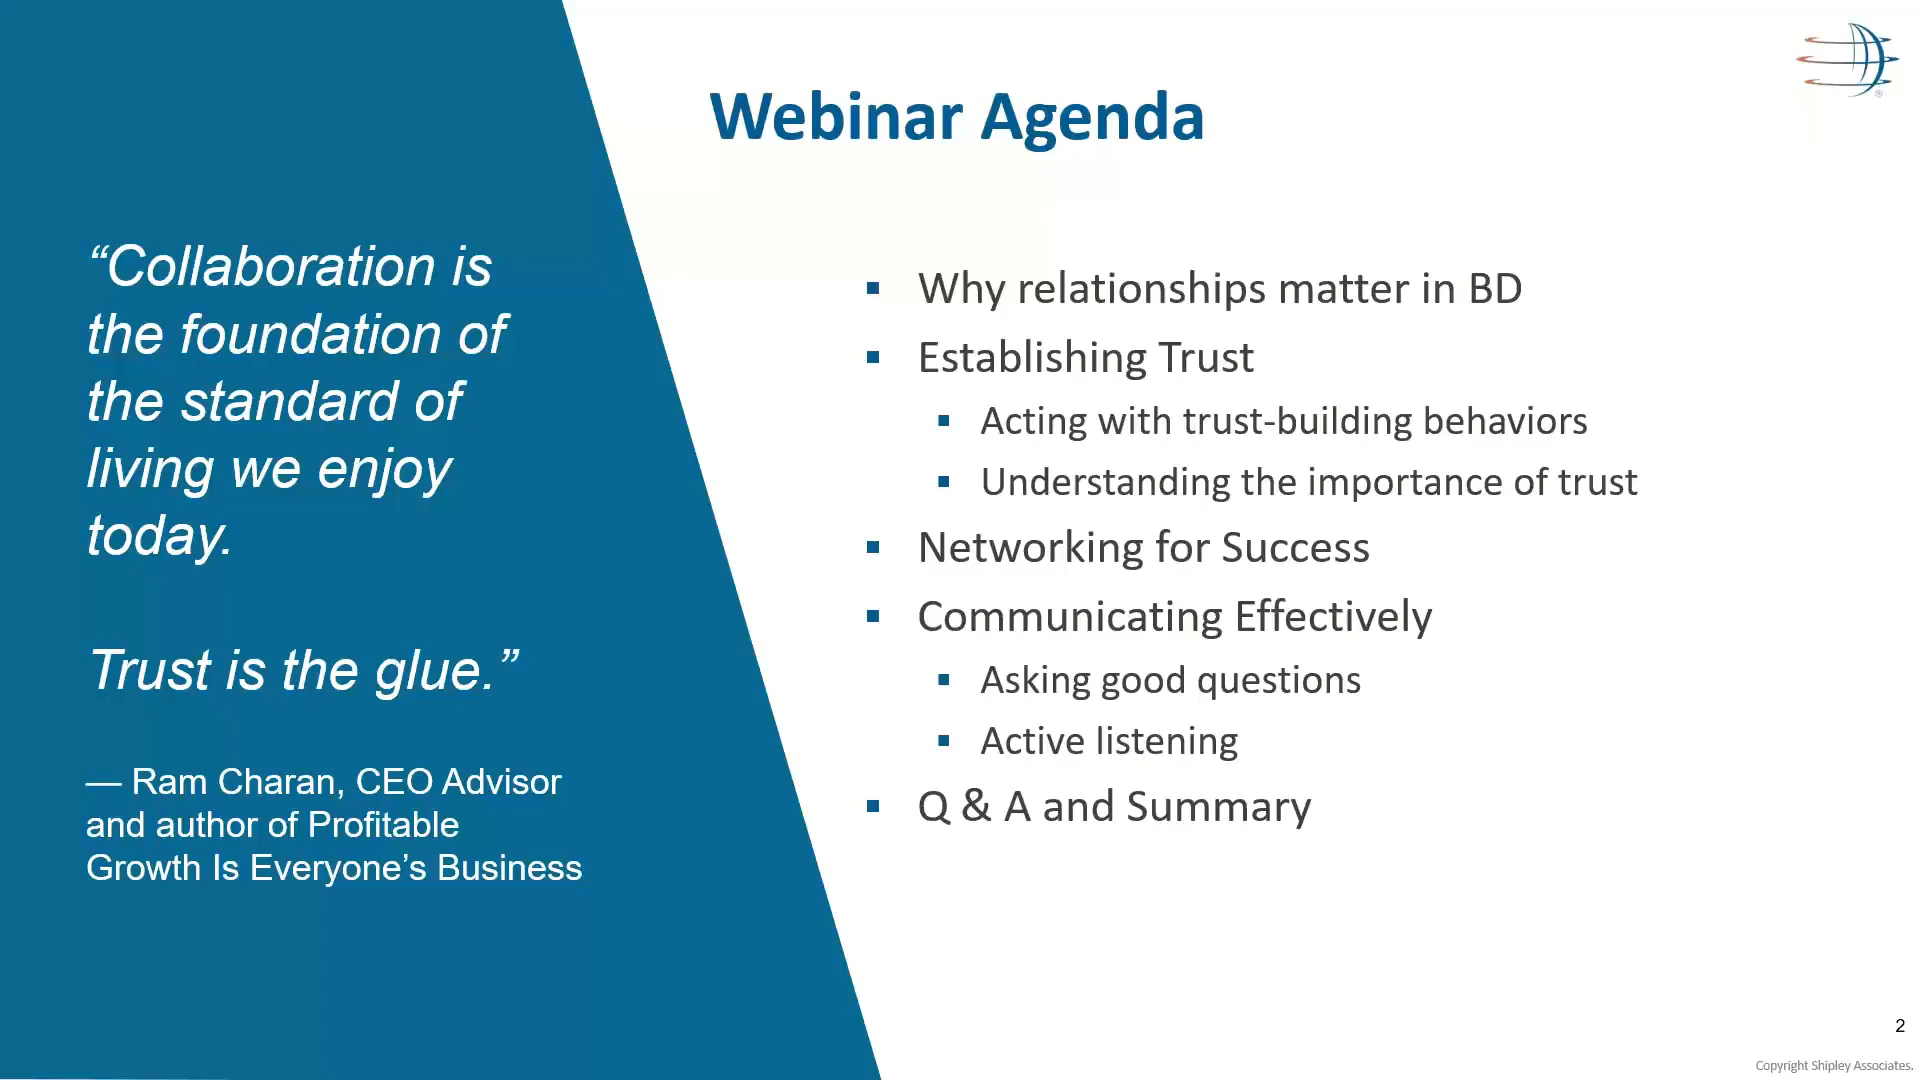 Webinar Agenda
“Collaboration is
the foundation of
the standard of
living we enjoy
today.
Trust is the glue.”
— Ram Charan, CEO Advisor
and author of Profitable
Growth Is Everyone’s Business
▪ Why relationships matter in BD
▪ Establishing Trust
▪ Acting with trust-building behaviors
▪ Understanding the importance of trust
▪ Networking for Success
▪ Communicating Effectively
▪ Asking good questions
▪ Active listening
▪ Q & A and Summary
2
Copyright Shipley Associates.
®